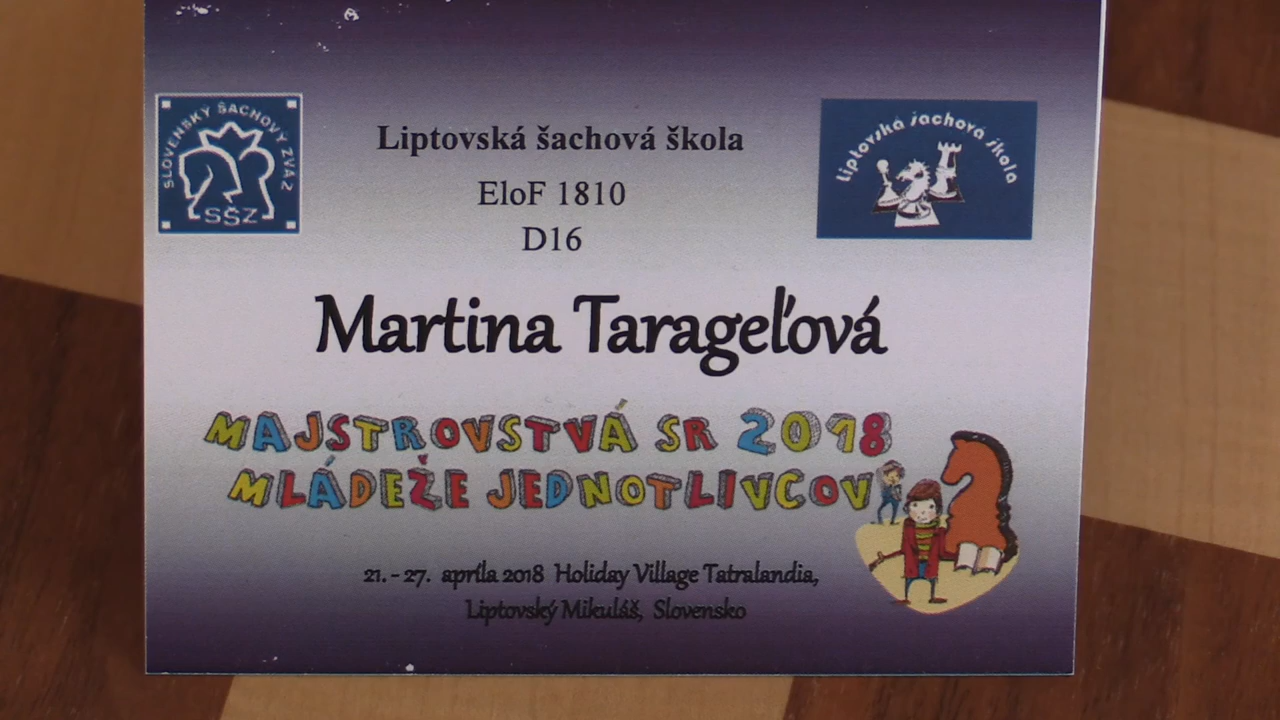 SLOVENSKÝ ŠACHOVÝ ZVÄZ
SŠZ
Liptovská šachová škola
EloF 1810
D16
Liptovská šachová škola
Martina Tarageľová
MAJSTROVSTVÁ SR 2018
MLÁDEŽE JEDNOTLIVCOV
21. - 27. apríla 2018 Holiday Village Tatralandia,
Liptovský Mikuláš, Slovensko